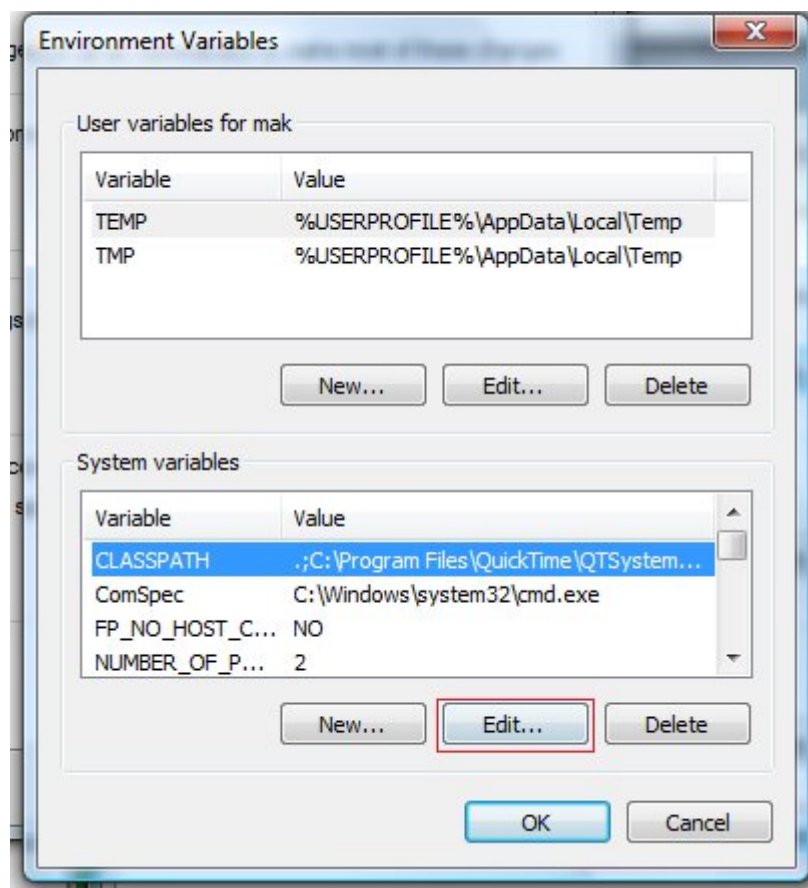 Environment Variables
User variables for mak
Variable Value
TEMP %USERPROFILE%\AppData\Local\Temp
TMP %USERPROFILE%\AppData\Local\Temp
New... Edit... Delete
System variables
Variable Value
CLASSPATH .;C:\Program Files\QuickTime\QTSystem...
ComSpec C:\Windows\system32\cmd.exe
FP_NO_HOST_C... NO
NUMBER_OF_P... 2
New... Edit... Delete
OK Cancel